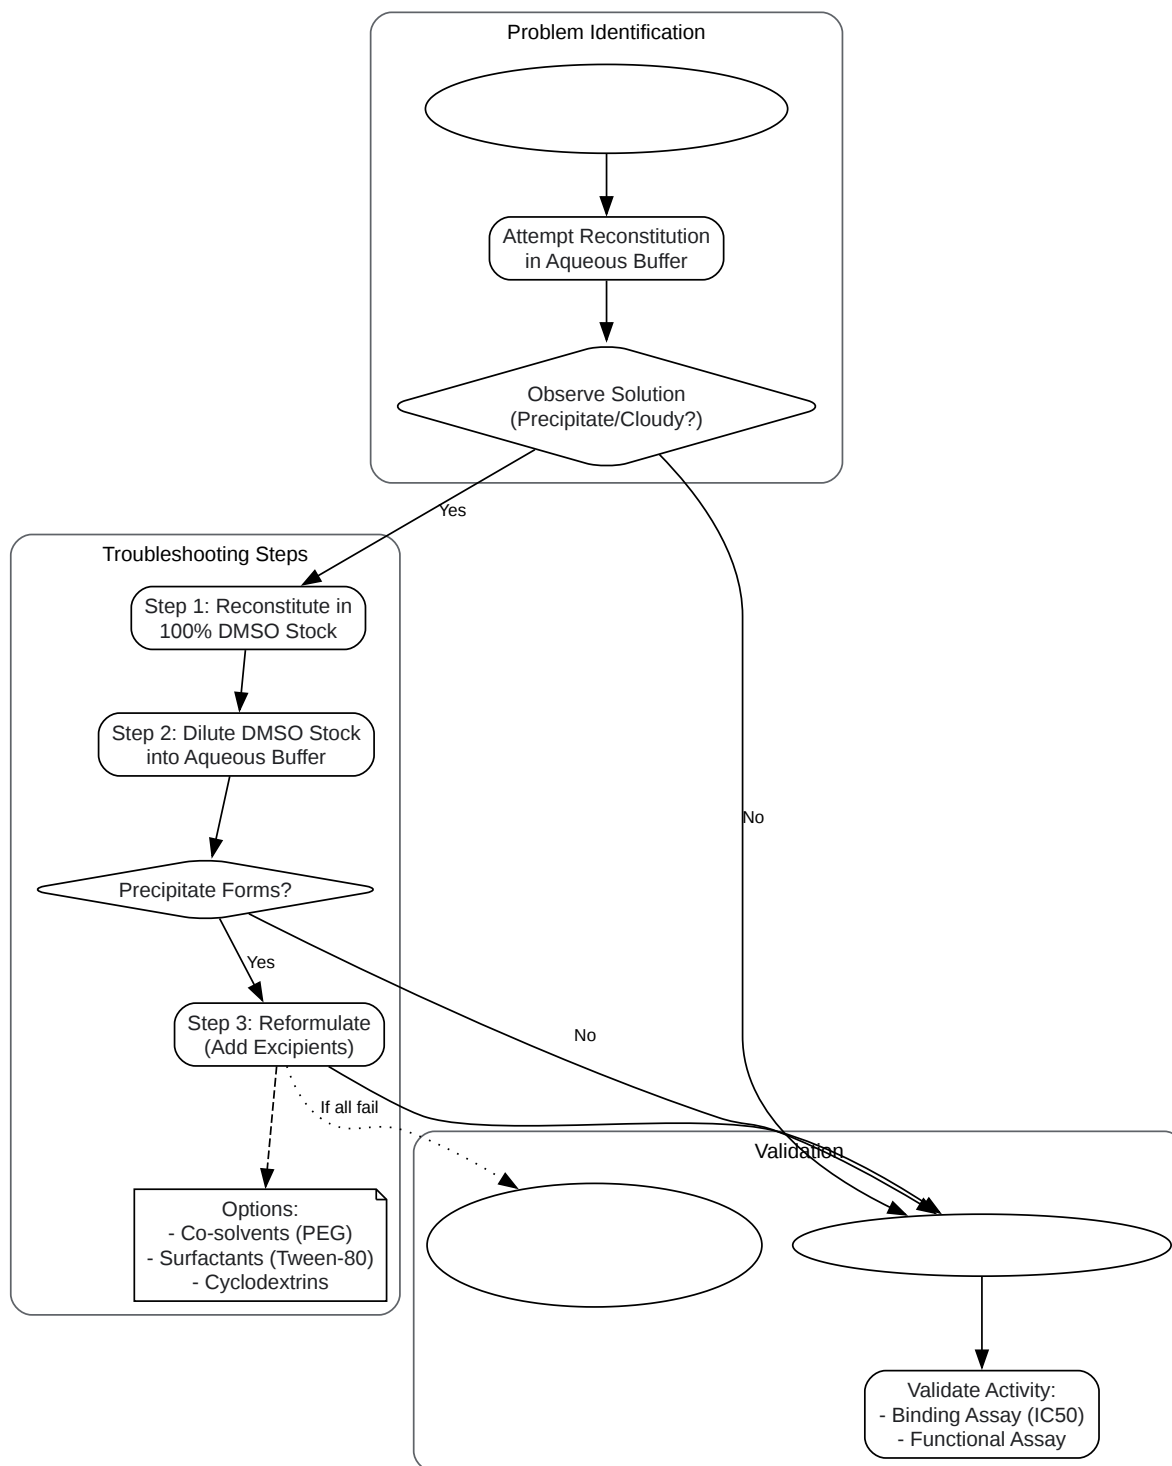 Problem Identification
Attempt Reconstitution
in Aqueous Buffer
Observe Solution
(Precipitate/Cloudy?)
Yes
No
Troubleshooting Steps
Step 1: Reconstitute in
100% DMSO Stock
Step 2: Dilute DMSO Stock
into Aqueous Buffer
Precipitate Forms?
Yes
No
Step 3: Reformulate
(Add Excipients)
If all fail
Options:
- Co-solvents (PEG)
- Surfactants (Tween-80)
- Cyclodextrins
Validation
Validate Activity:
- Binding Assay (IC50)
- Functional Assay